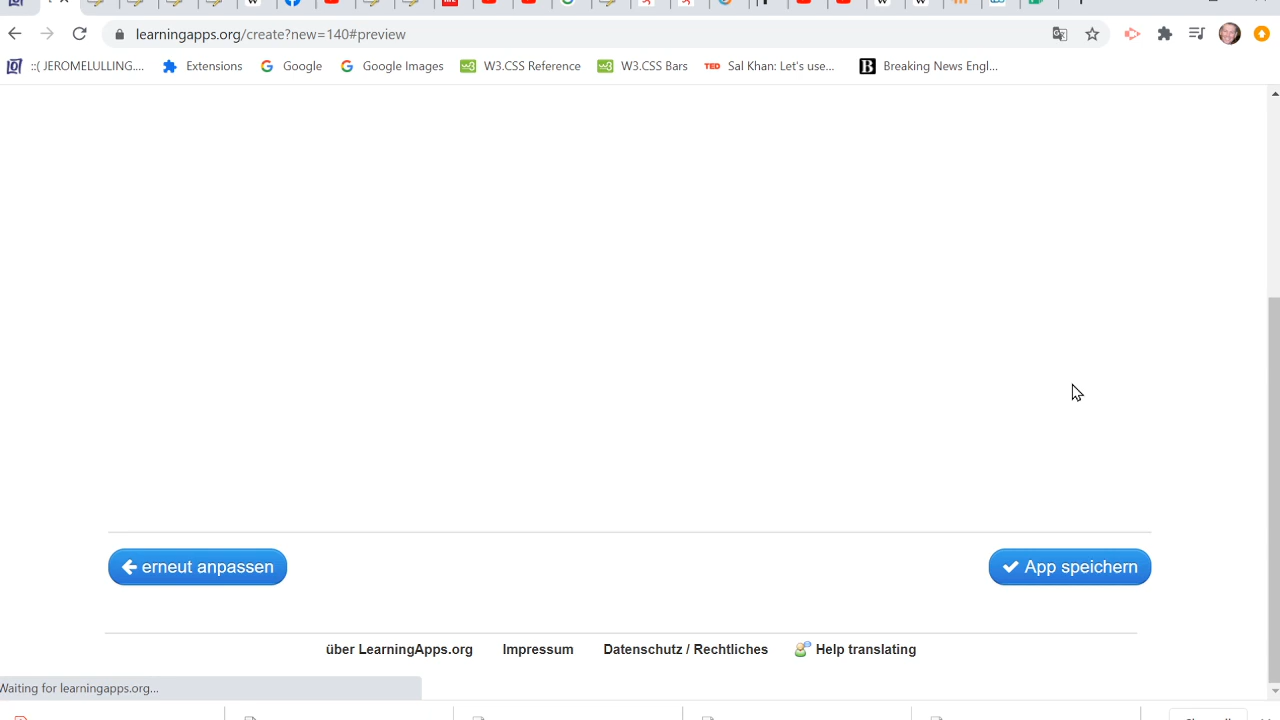 learningapps.org/create?new=140#preview
::( JEROMELULLING.... Extensions Google Google Images W3.CSS Reference W3.CSS Bars TED Sal Khan: Let's use... B Breaking News Engl...
erneut anpassen App speichern
über LearningApps.org Impressum Datenschutz / Rechtliches Help translating
Waiting for learningapps.org...